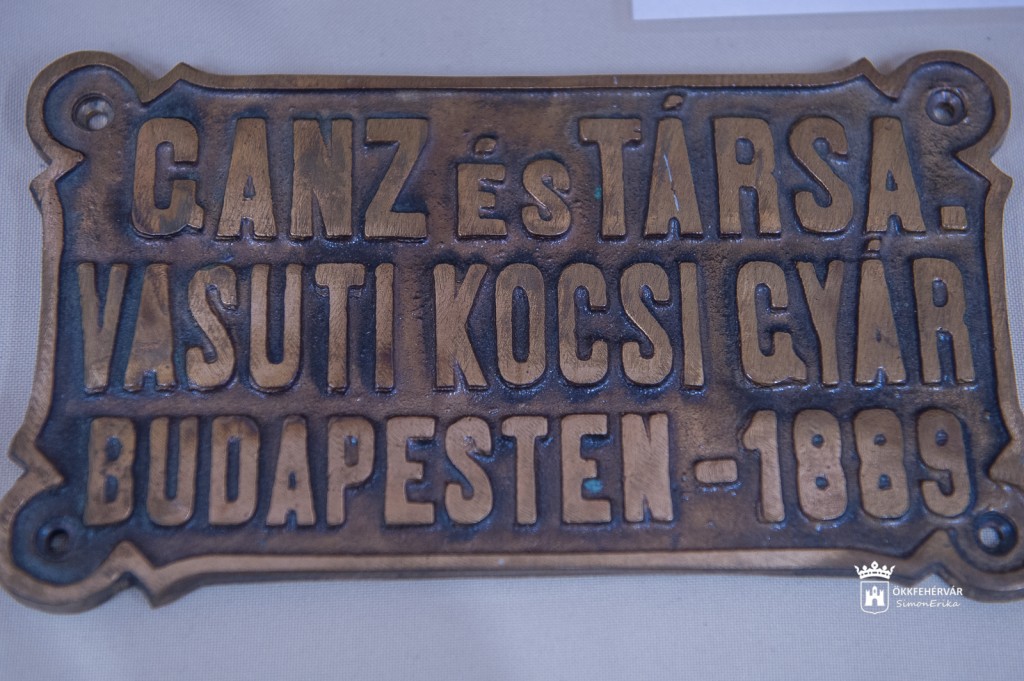 GANZ ÉS TÁRSA.
VASUTI KOCSI GYÁR
BUDAPESTEN - 1889
ÖKKFEHÉRVÁR
SimonErika